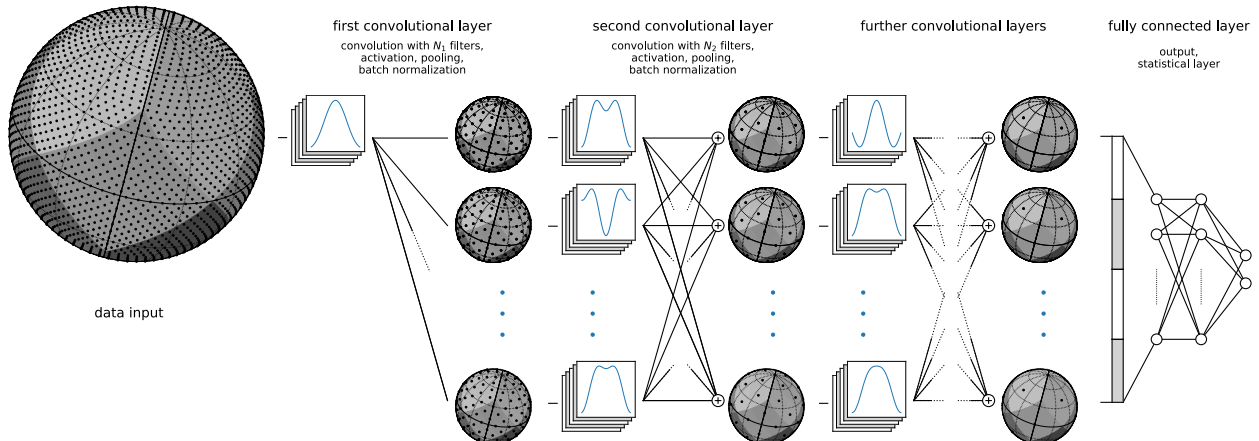 first convolutional layer
convolution with N₁ filters,
activation, pooling,
batch normalization
second convolutional layer
convolution with N₂ filters,
activation, pooling,
batch normalization
further convolutional layers
fully connected layer
output,
statistical layer
data input